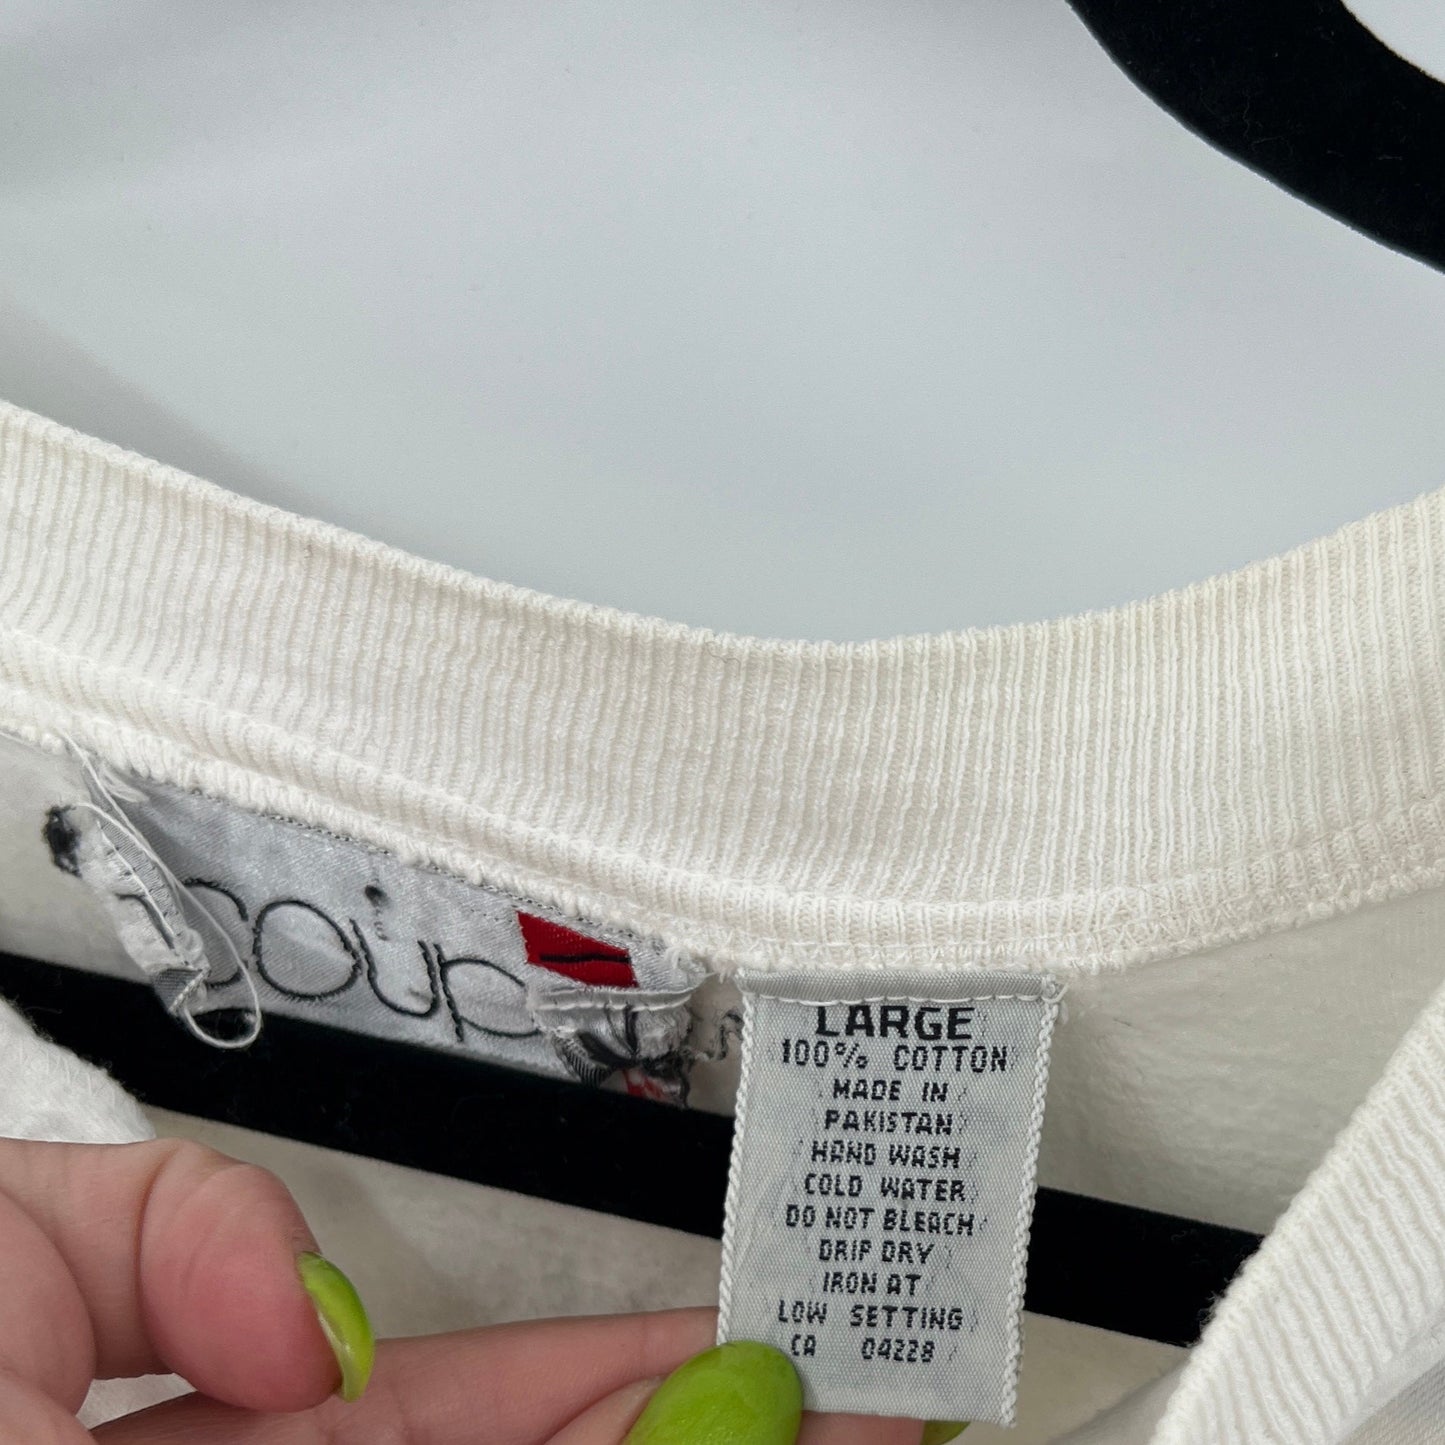 coup
LARGE
100% COTTON
MADE IN
PAKISTAN
HAND WASH
COLD WATER
DO NOT BLEACH
DRIP DRY
IRON AT
LOW SETTING
CA 04228